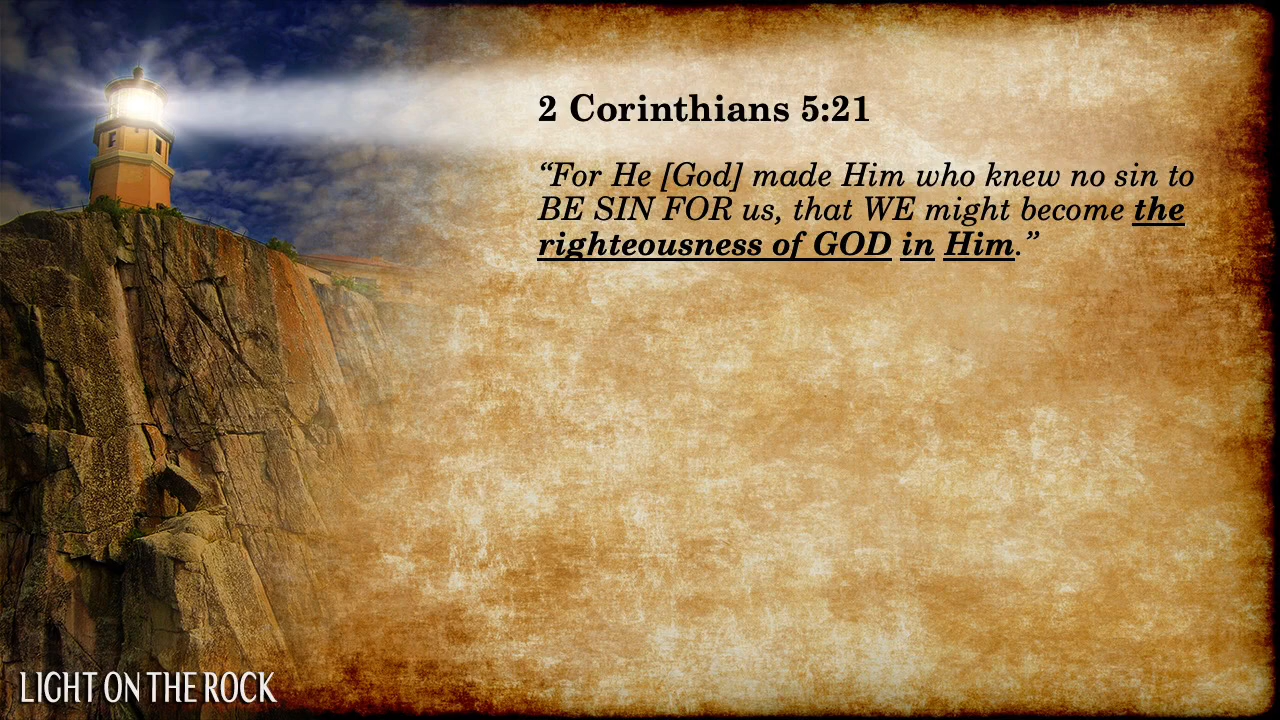 2 Corinthians 5:21
“For He [God] made Him who knew no sin to
BE SIN FOR us, that WE might become the
righteousness of GOD in Him.”
LIGHT ON THE ROCK